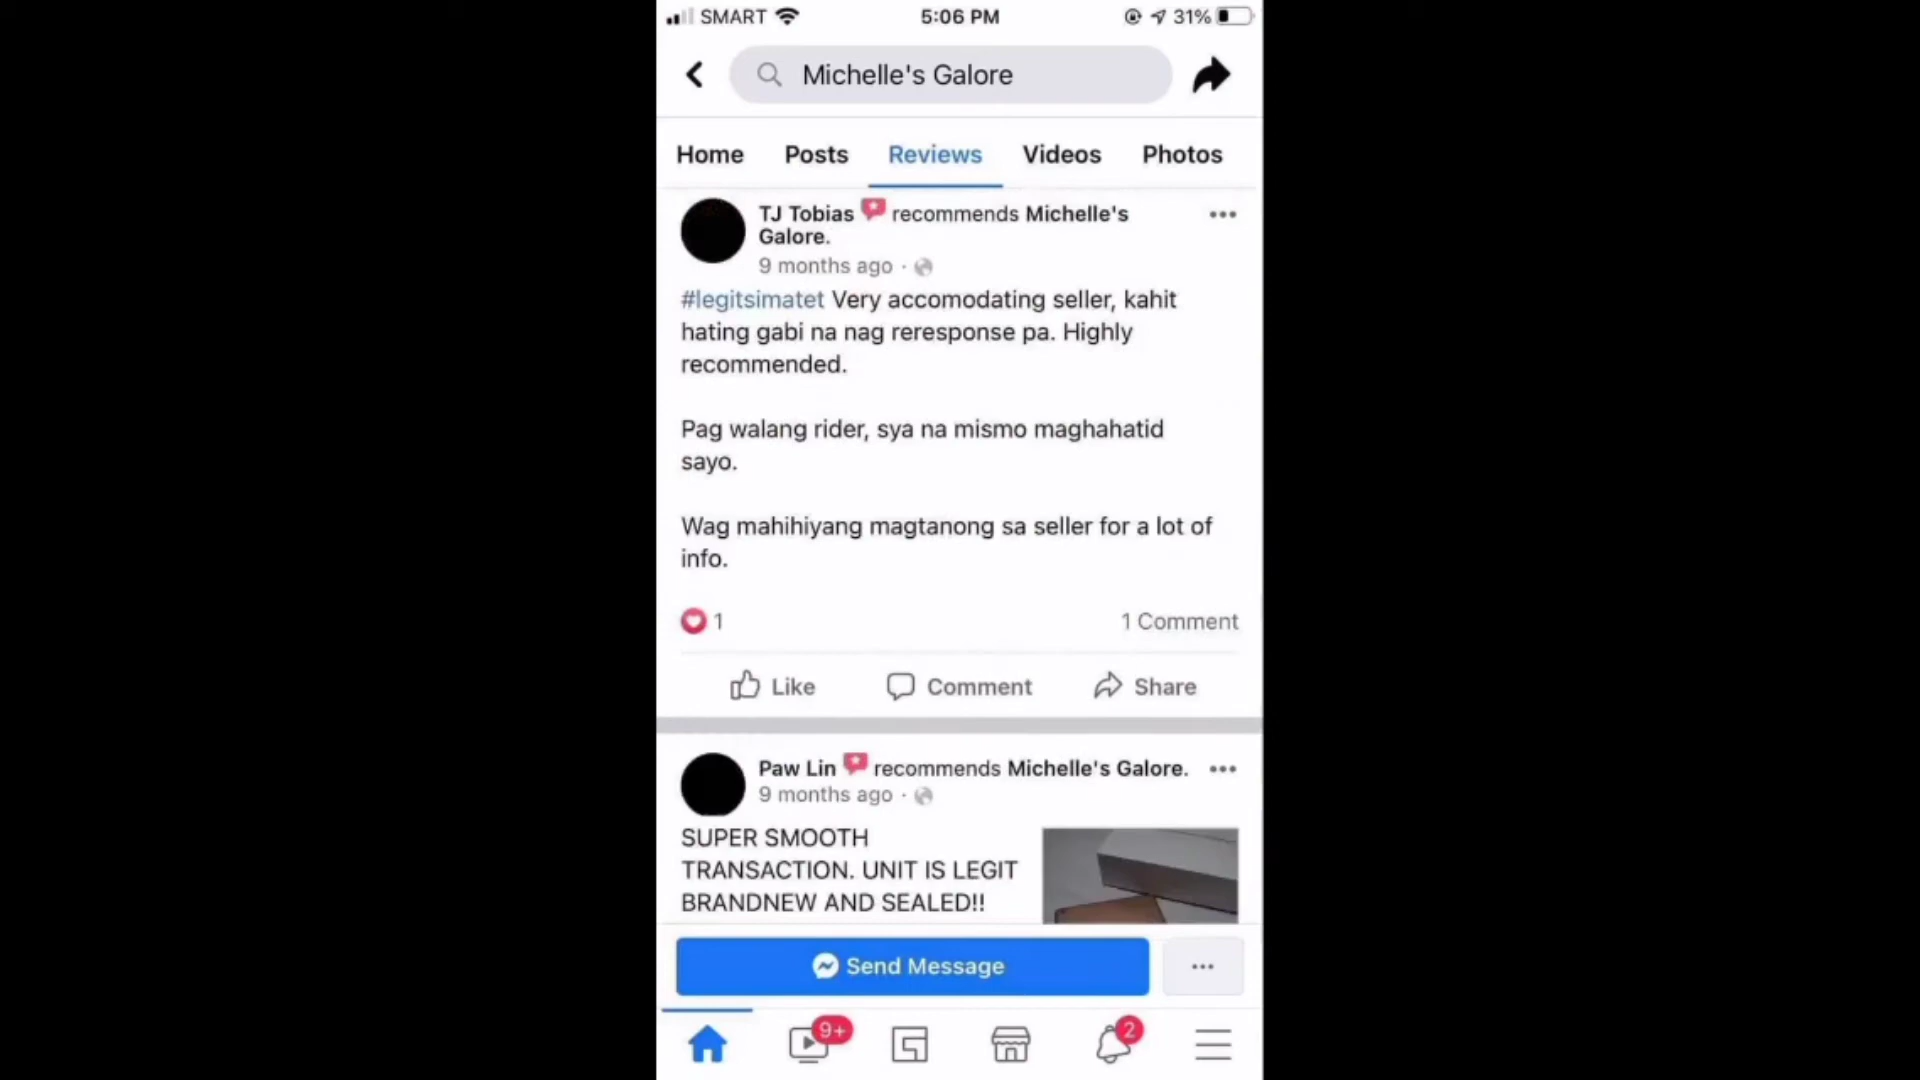 SMART 5:06 PM 31%
Michelle's Galore
Home Posts Reviews Videos Photos
TJ Tobias recommends Michelle's
Galore.
9 months ago ·
#legitsimatet Very accomodating seller, kahit
hating gabi na nag reresponse pa. Highly
recommended.
Pag walang rider, sya na mismo maghahatid
sayo.
Wag mahihiyang magtanong sa seller for a lot of
info.
1 1 Comment
Like Comment Share
Paw Lin recommends Michelle's Galore.
9 months ago ·
SUPER SMOOTH
TRANSACTION. UNIT IS LEGIT
BRANDNEW AND SEALED!!
Send Message
9+ 2